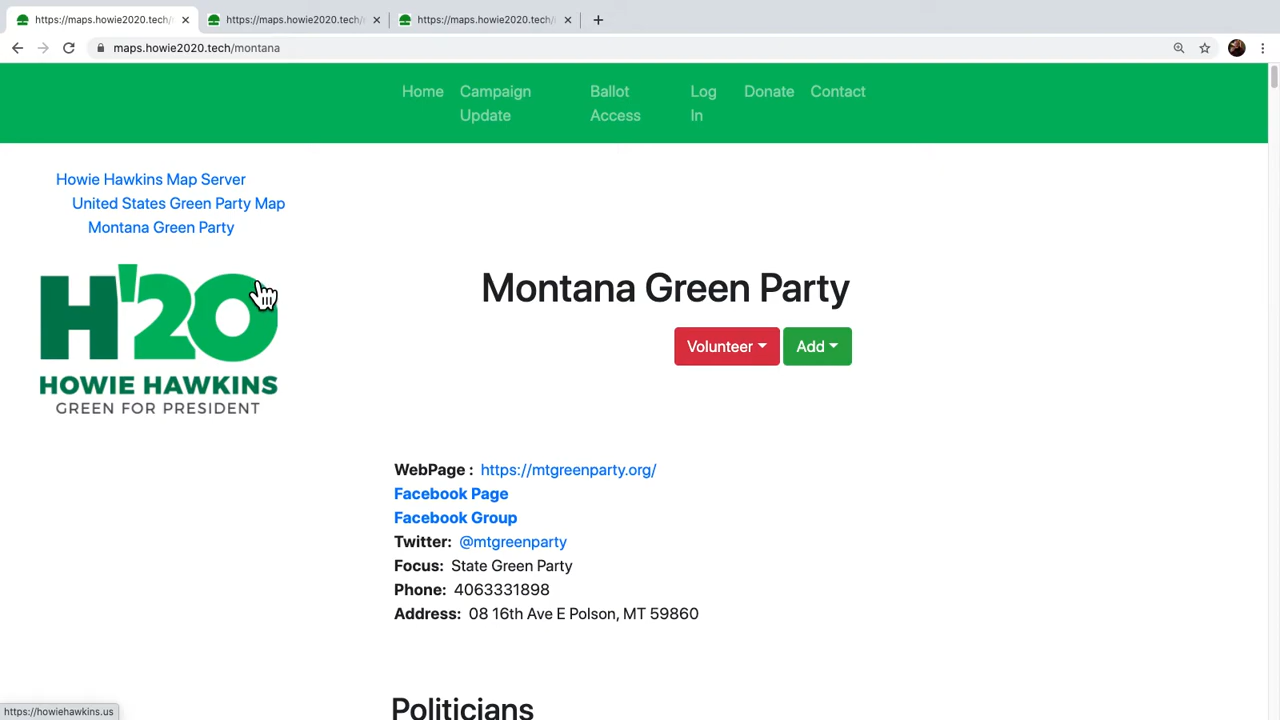 https://maps.howie2020.tech/
https://maps.howie2020.tech/
https://maps.howie2020.tech/
maps.howie2020.tech/montana
Home
Campaign Update
Ballot Access
Log In
Donate
Contact
Howie Hawkins Map Server
United States Green Party Map
Montana Green Party
H'20
HOWIE HAWKINS
GREEN FOR PRESIDENT
Montana Green Party
Volunteer
Add
WebPage : https://mtgreenparty.org/
Facebook Page
Facebook Group
Twitter: @mtgreenparty
Focus: State Green Party
Phone: 4063331898
Address: 08 16th Ave E Polson, MT 59860
Politicians
https://howiehawkins.us